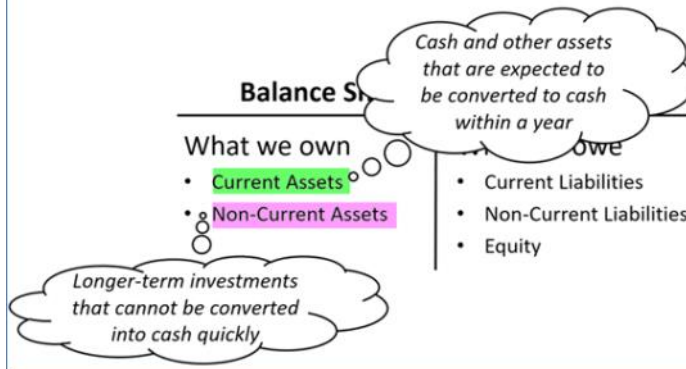 Cash and other assets
that are expected to
be converted to cash
within a year
Balance
What we own
• Current Assets
• Non-Current Assets
owe
• Current Liabilities
• Non-Current Liabilities
• Equity
Longer-term investments
that cannot be converted
into cash quickly